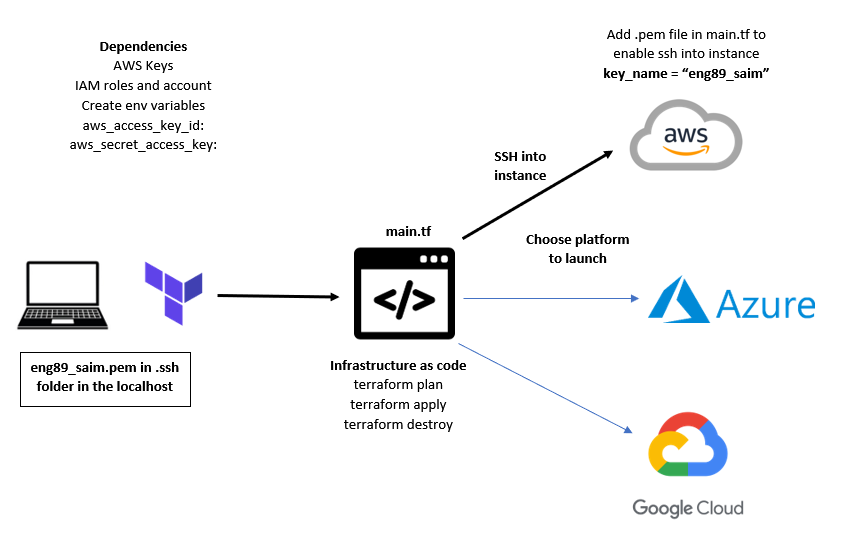 Dependencies
AWS Keys
IAM roles and account
Create env variables
aws_access_key_id:
aws_secret_access_key:
Add .pem file in main.tf to
enable ssh into instance
key_name = “eng89_saim”
aws
SSH into
instance
main.tf
Choose platform
to launch
</>
Azure
eng89_saim.pem in .ssh
folder in the localhost
Infrastructure as code
terraform plan
terraform apply
terraform destroy
Google Cloud